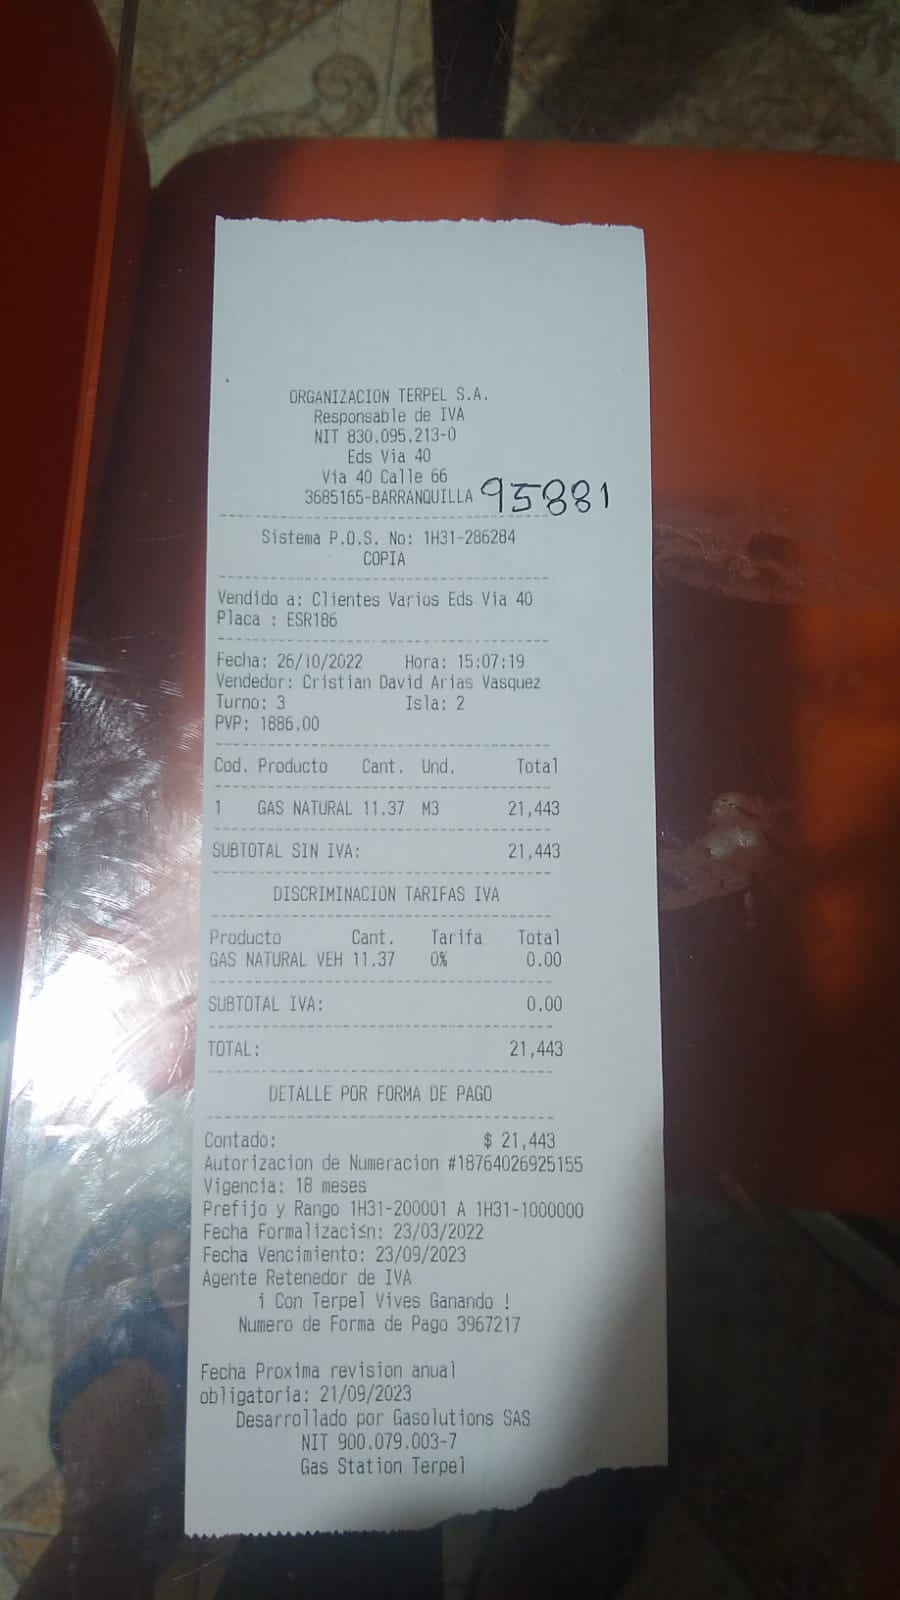 ORGANIZACION TERPEL S.A.
Responsable de IVA
NIT 830.095.213-0
Eds Via 40
Via 40 Calle 66
3685165-BARRANQUILLA 95881
Sistema P.O.S. No: 1H31-286284
COPIA
Vendido a: Clientes Varios Eds Via 40
Placa : ESR186
Fecha: 26/10/2022 Hora: 15:07:19
Vendedor: Cristian David Arias Vasquez
Turno: 3 Isla: 2
PVP: 1886.00
Cod. Producto Cant. Und. Total
1 GAS NATURAL 11.37 M3 21,443
SUBTOTAL SIN IVA: 21,443
DISCRIMINACION TARIFAS IVA
Producto Cant. Tarifa Total
GAS NATURAL VEH 11.37 0% 0.00
SUBTOTAL IVA: 0.00
TOTAL: 21,443
DETALLE POR FORMA DE PAGO
Contado: $ 21,443
Autorizacion de Numeracion #18764026925155
Vigencia: 18 meses
Prefijo y Rango 1H31-200001 A 1H31-1000000
Fecha Formalizaciśn: 23/03/2022
Fecha Vencimiento: 23/09/2023
Agente Retenedor de IVA
¡ Con Terpel Vives Ganando !
Numero de Forma de Pago 3967217
Fecha Proxima revision anual
obligatoria: 21/09/2023
Desarrollado por Gasolutions SAS
NIT 900.079.003-7
Gas Station Terpel